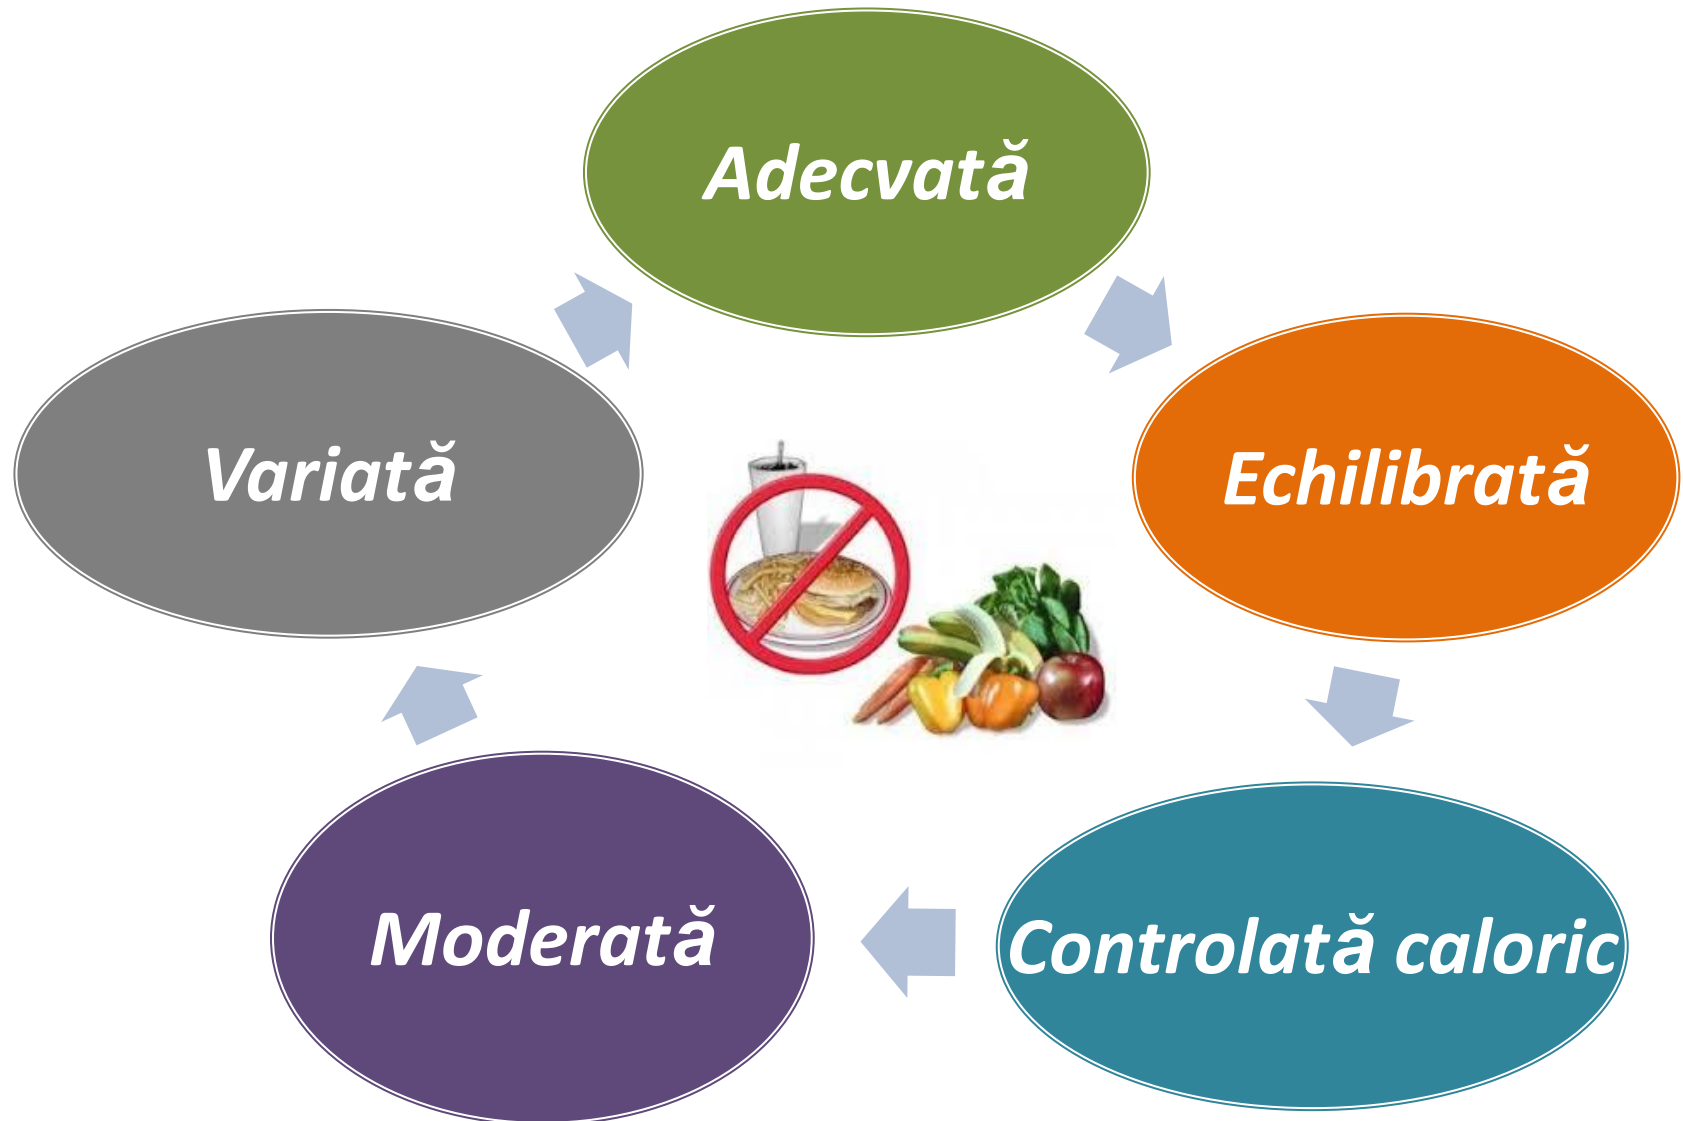 Adecvată
Echilibrată
Controlată caloric
Moderată
Variată